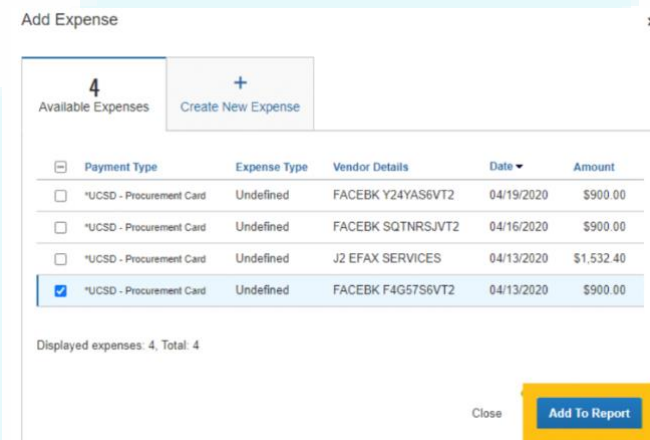 Add Expense
4
Available Expenses
+
Create New Expense
Payment Type Expense Type Vendor Details Date Amount
*UCSD - Procurement Card Undefined FACEBK Y24YAS6VT2 04/19/2020 $900.00
*UCSD - Procurement Card Undefined FACEBK SQTNRSJVT2 04/16/2020 $900.00
*UCSD - Procurement Card Undefined J2 EFAX SERVICES 04/13/2020 $1,532.40
*UCSD - Procurement Card Undefined FACEBK F4G57S6VT2 04/13/2020 $900.00
Displayed expenses: 4, Total: 4
Close Add To Report